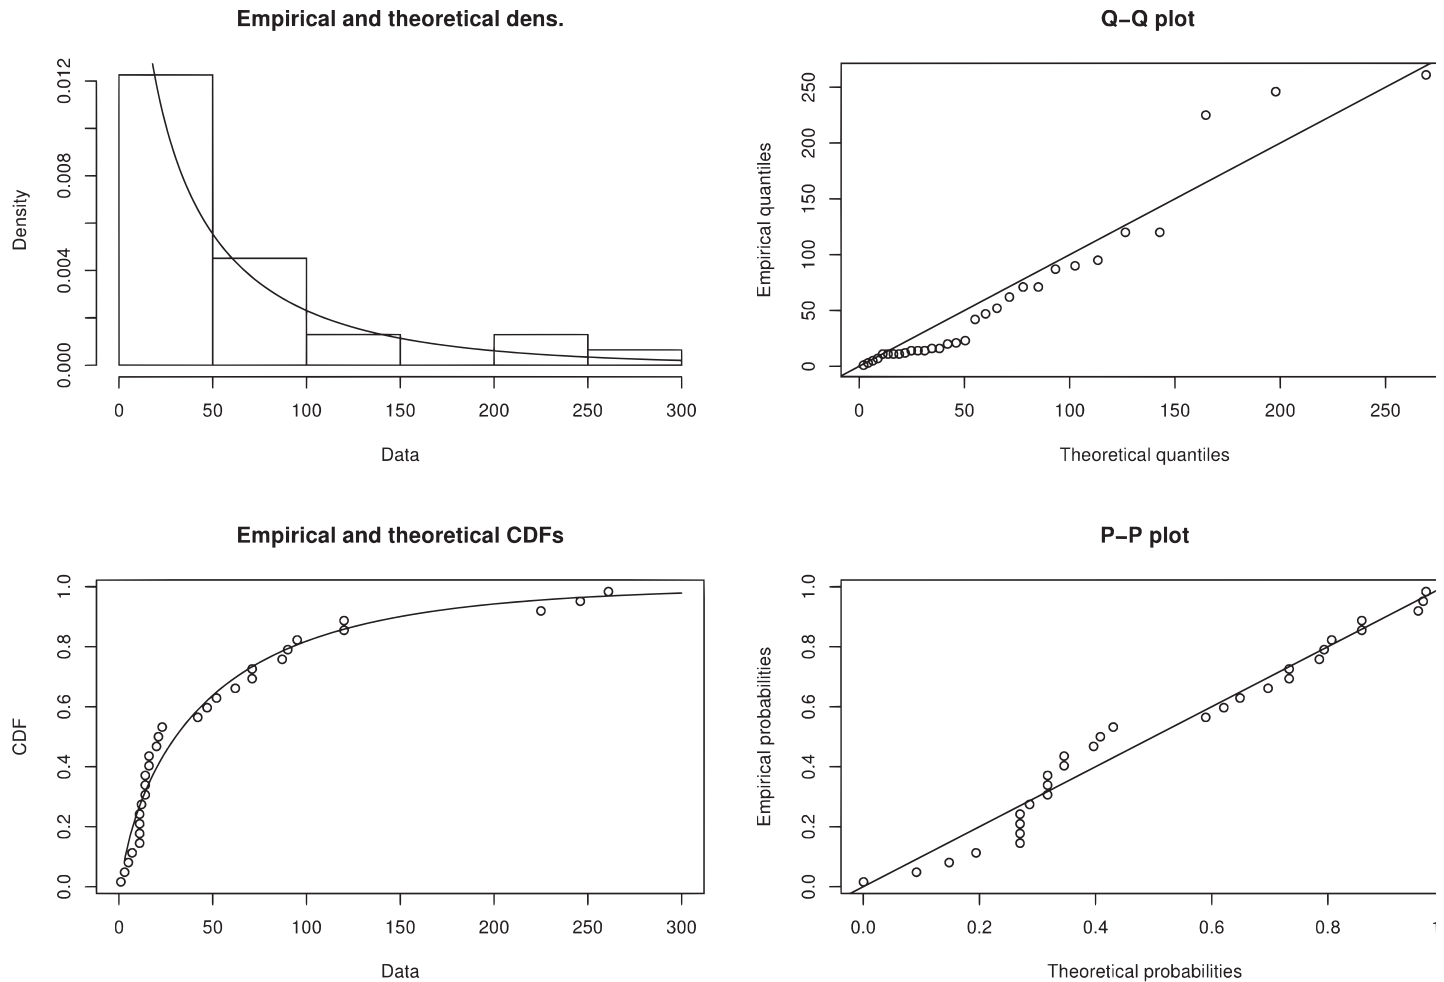 Empirical and theoretical dens.
Density
0.000 0.004 0.008 0.012
0 50 100 150 200 250 300
Data
Q−Q plot
Empirical quantiles
0 50 100 150 200 250
0 50 100 150 200 250
Theoretical quantiles
Empirical and theoretical CDFs
CDF
0.0 0.2 0.4 0.6 0.8 1.0
0 50 100 150 200 250 300
Data
P−P plot
Empirical probabilities
0.0 0.2 0.4 0.6 0.8 1.0
0.0 0.2 0.4 0.6 0.8
Theoretical probabilities